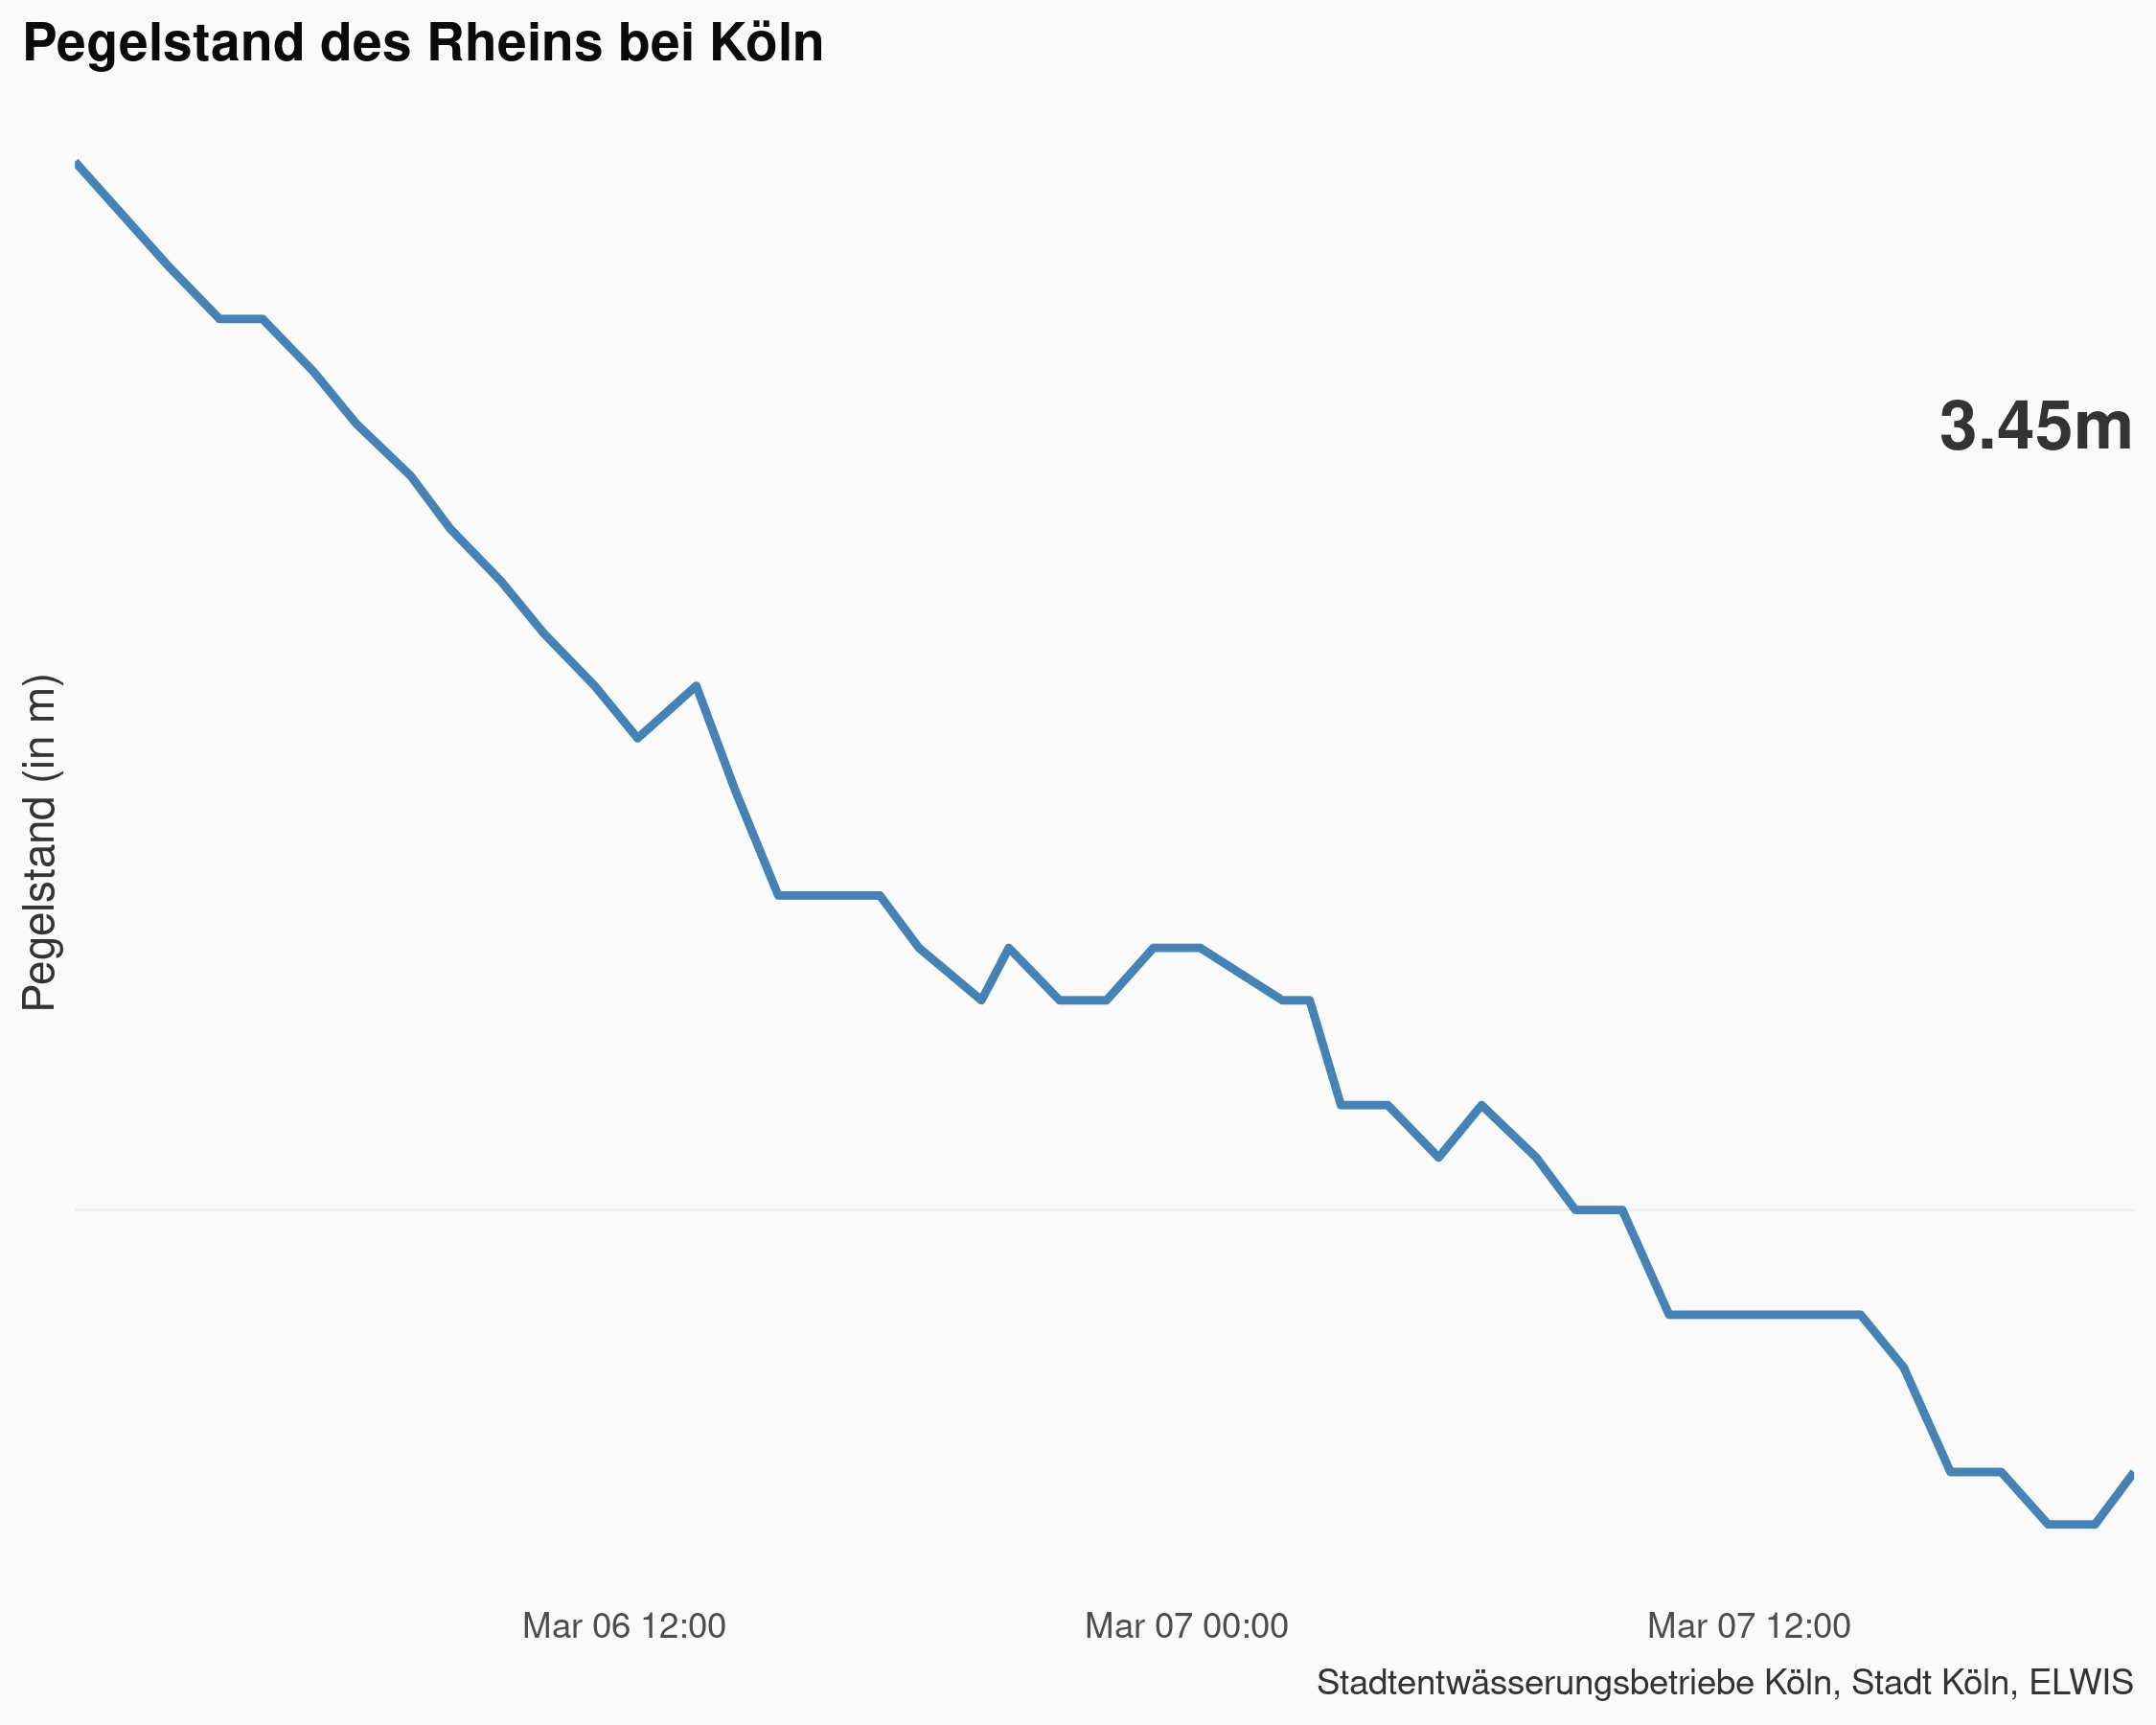 Pegelstand des Rheins bei Köln
3.45m
Pegelstand (in m)
Mar 06 12:00
Mar 07 00:00
Mar 07 12:00
Stadtentwässerungsbetriebe Köln, Stadt Köln, ELWIS